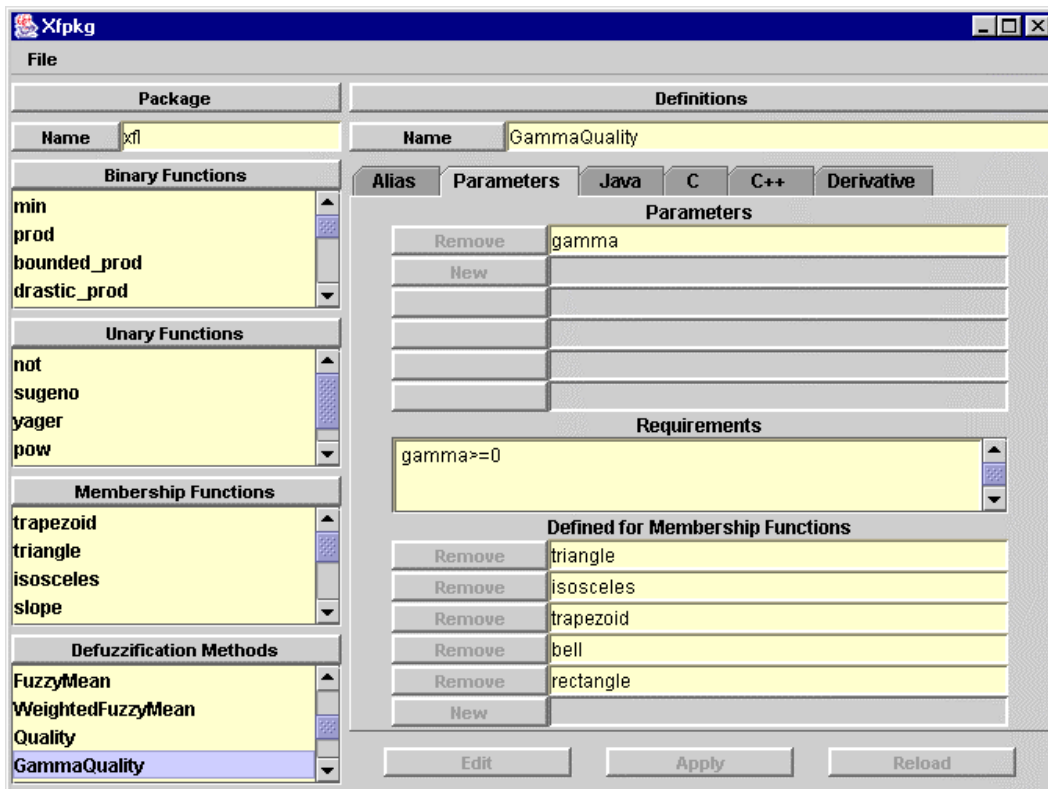 Xfpkg
File
Package
Name xfl
Binary Functions
min
prod
bounded_prod
drastic_prod
Unary Functions
not
sugeno
yager
pow
Membership Functions
trapezoid
triangle
isosceles
slope
Defuzzification Methods
FuzzyMean
WeightedFuzzyMean
Quality
GammaQuality
Definitions
Name GammaQuality
Alias Parameters Java C C++ Derivative
Parameters
Remove gamma
New
Requirements
gamma>=0
Defined for Membership Functions
Remove triangle
Remove isosceles
Remove trapezoid
Remove bell
Remove rectangle
New
Edit Apply Reload